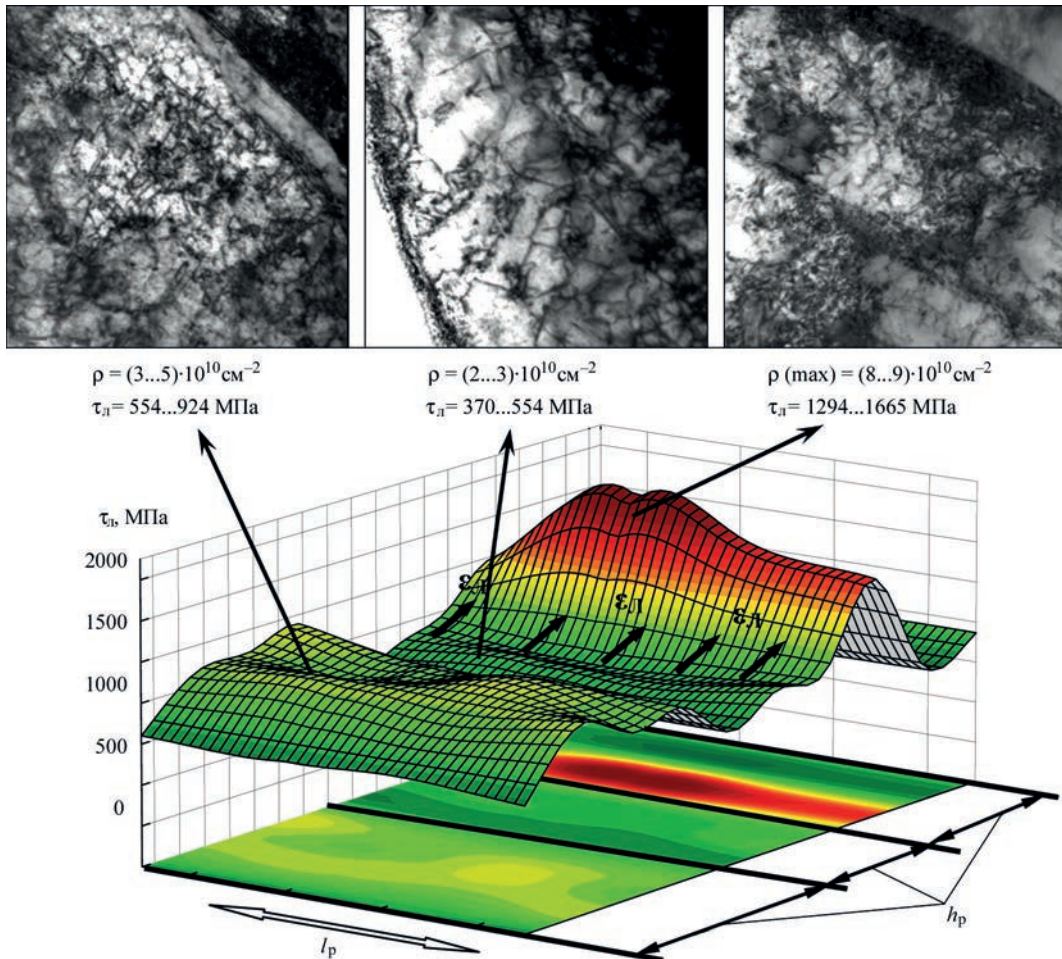 ρ = (3...5)·10¹⁰см⁻²
τл = 554...924 МПа
ρ = (2...3)·10¹⁰см⁻²
τл = 370...554 МПа
ρ (max) = (8...9)·10¹⁰см⁻²
τл = 1294...1665 МПа
τл, МПа
2000
1500
1000
500
0
εл
εл
εл
lр
hр